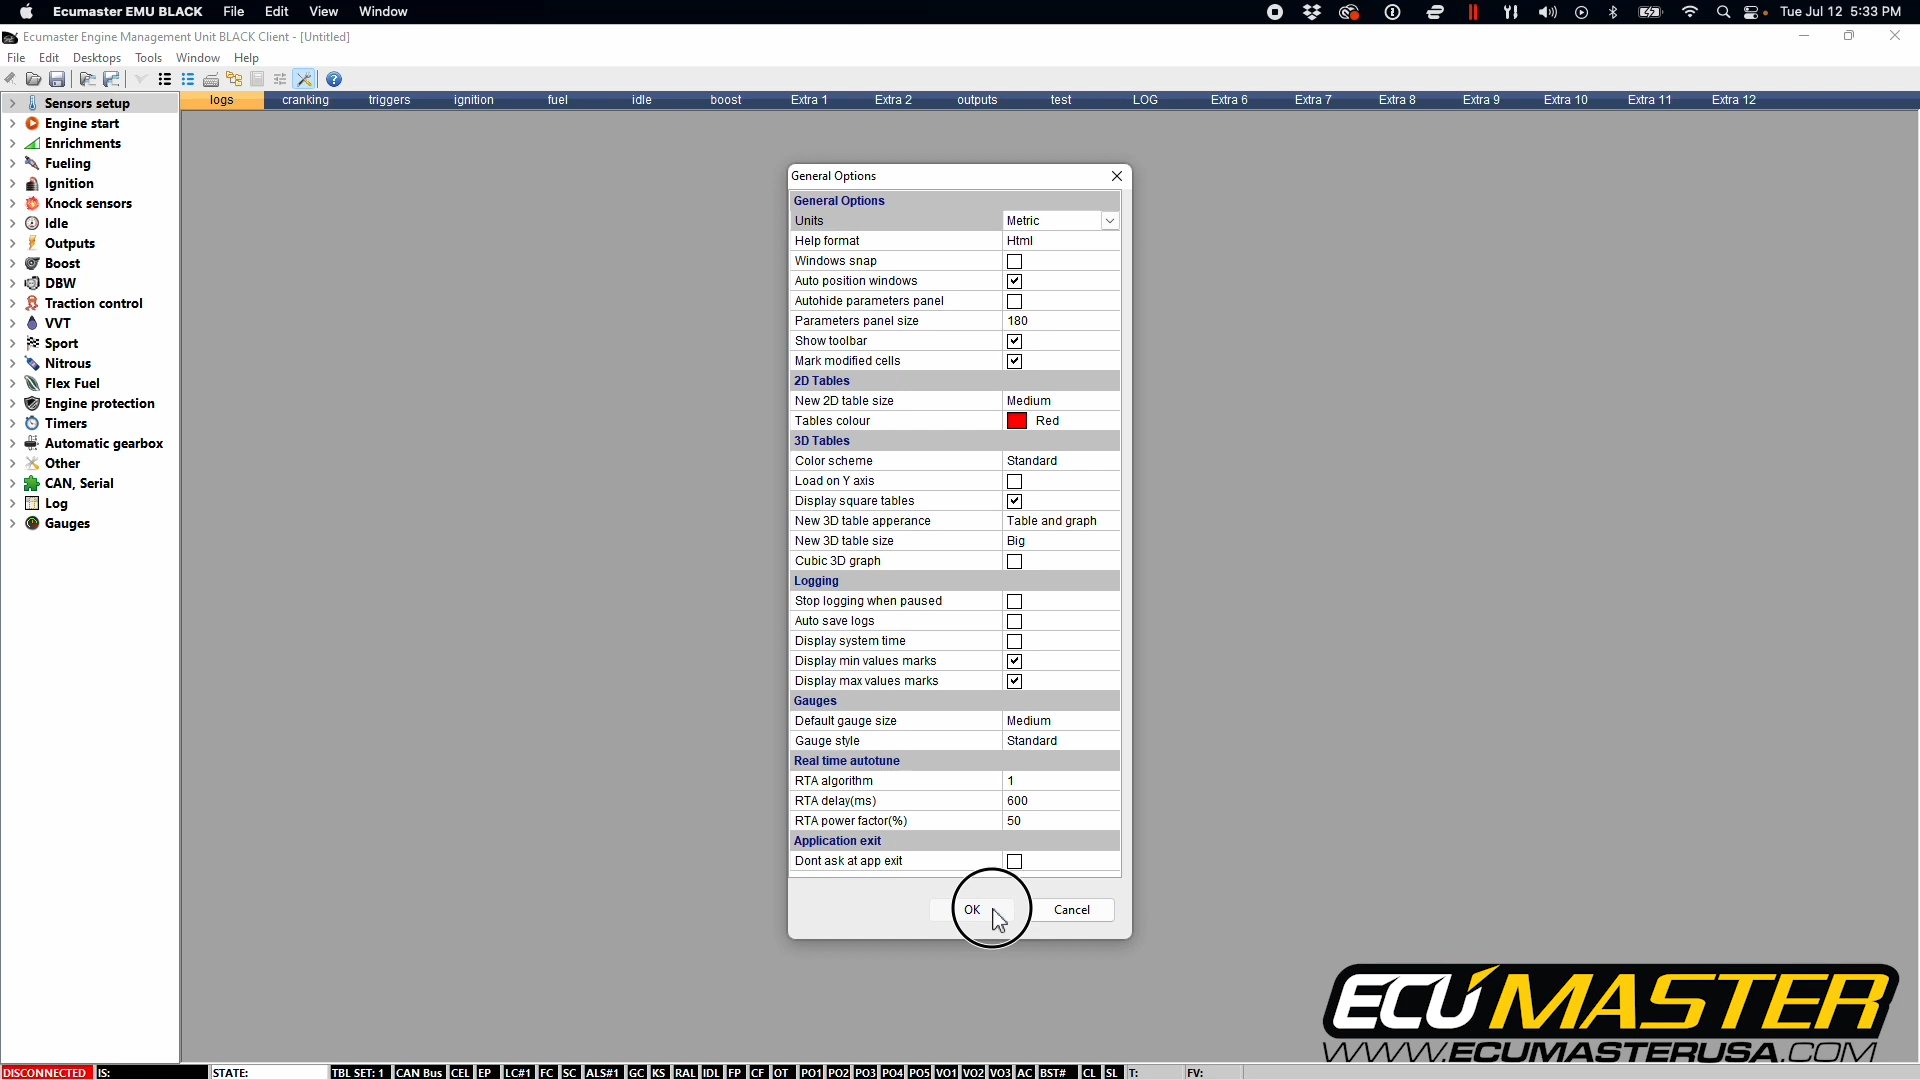 Ecumaster EMU BLACK File Edit View Window Tue Jul 12 5:33 PM
Ecumaster Engine Management Unit BLACK Client - [Untitled]
File Edit Desktops Tools Window Help
logs cranking triggers ignition fuel idle boost Extra 1 Extra 2 outputs test LOG Extra 6 Extra 7 Extra 8 Extra 9 Extra 10 Extra 11 Extra 12
Sensors setup
Engine start
Enrichments
Fueling
Ignition
Knock sensors
Idle
Outputs
Boost
DBW
Traction control
VVT
Sport
Nitrous
Flex Fuel
Engine protection
Timers
Automatic gearbox
Other
CAN, Serial
Log
Gauges
General Options
General Options
Units Metric
Help format Html
Windows snap
Auto position windows
Autohide parameters panel
Parameters panel size 180
Show toolbar
Mark modified cells
2D Tables
New 2D table size Medium
Tables colour Red
3D Tables
Color scheme Standard
Load on Y axis
Display square tables
New 3D table apperance Table and graph
New 3D table size Big
Cubic 3D graph
Logging
Stop logging when paused
Auto save logs
Display system time
Display min values marks
Display max values marks
Gauges
Default gauge size Medium
Gauge style Standard
Real time autotune
RTA algorithm 1
RTA delay(ms) 600
RTA power factor(%) 50
Application exit
Dont ask at app exit
OK Cancel
ECUMASTER
WWW.ECUMASTERUSA.COM
DISCONNECTED IS: STATE: TBL SET: 1 CAN Bus CEL EP LC#1 FC SC ALS#1 GC KS RAL IDL FP CF OT PO1 PO2 PO3 PO4 PO5 VO1 VO2 VO3 AC BST# CL SL T: FV: